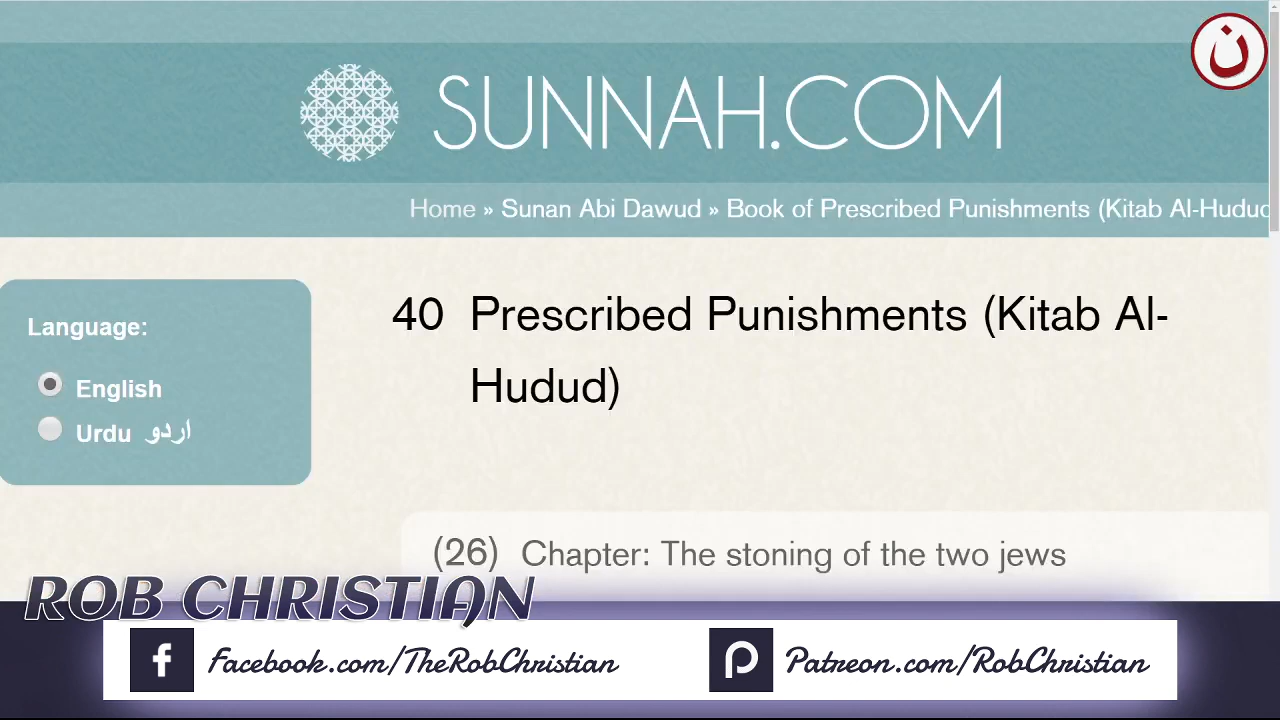 ن
SUNNAH.COM
Home » Sunan Abi Dawud » Book of Prescribed Punishments (Kitab Al-Hudud
Language:
English
Urdu اردو
40 Prescribed Punishments (Kitab Al-
Hudud)
(26) Chapter: The stoning of the two jews
ROB CHRISTIAN
Facebook.com/TheRobChristian
Patreon.com/RobChristian